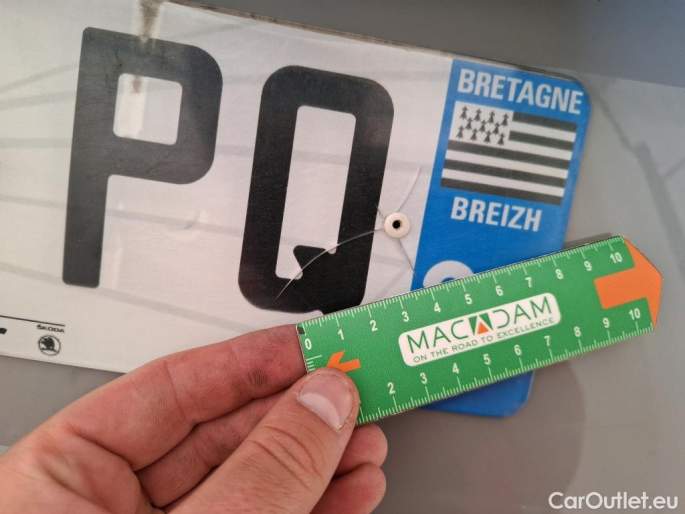 PQ
BRETAGNE
BREIZH
ŠKODA
0 1 2 3 4 5 6 7 8 9 10
MACADAM
ON THE ROAD TO EXCELLENCE
0 2 3 4 5 6 7 8 9 10
CarOutlet.eu